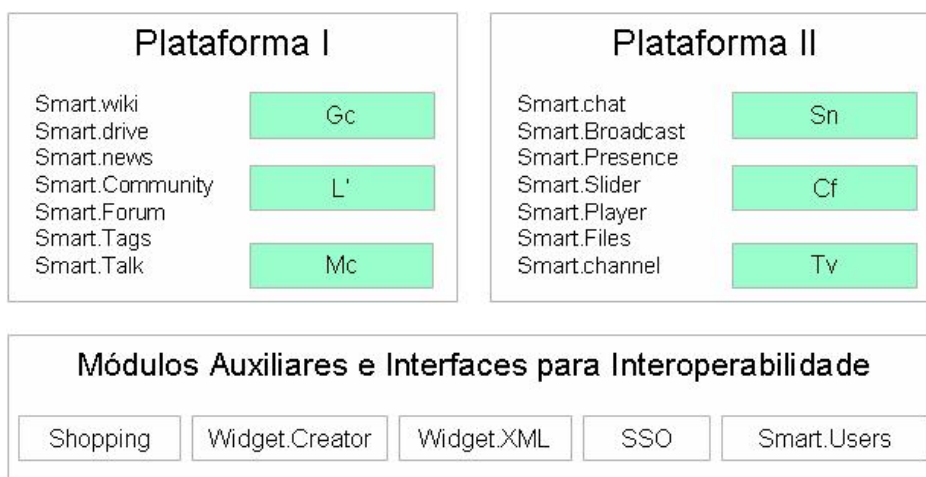 Plataforma I
Smart.wiki
Smart.drive
Smart.news
Smart.Community
Smart.Forum
Smart.Tags
Smart.Talk
Gc
L'
Mc
Plataforma II
Smart.chat
Smart.Broadcast
Smart.Presence
Smart.Slider
Smart.Player
Smart.Files
Smart.channel
Sn
Cf
Tv
Módulos Auxiliares e Interfaces para Interoperabilidade
Shopping
Widget.Creator
Widget.XML
SSO
Smart.Users